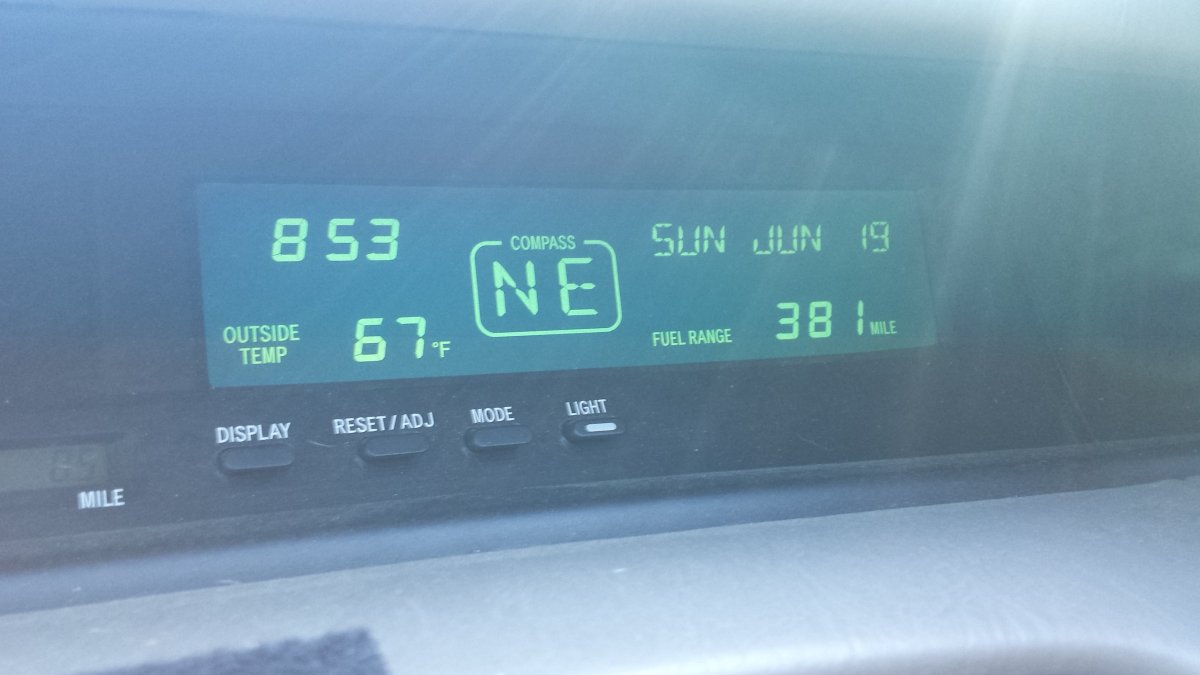 853
COMPASS
NE
SUN JUN 19
OUTSIDE
TEMP
67°F
FUEL RANGE
381 MILE
DISPLAY
RESET/ADJ
MODE
LIGHT
MILE